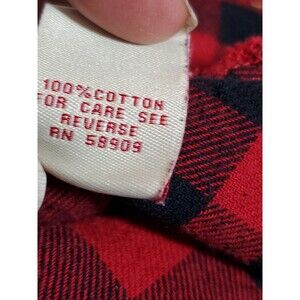 100% COTTON
FOR CARE SEE
REVERSE
RN 58909